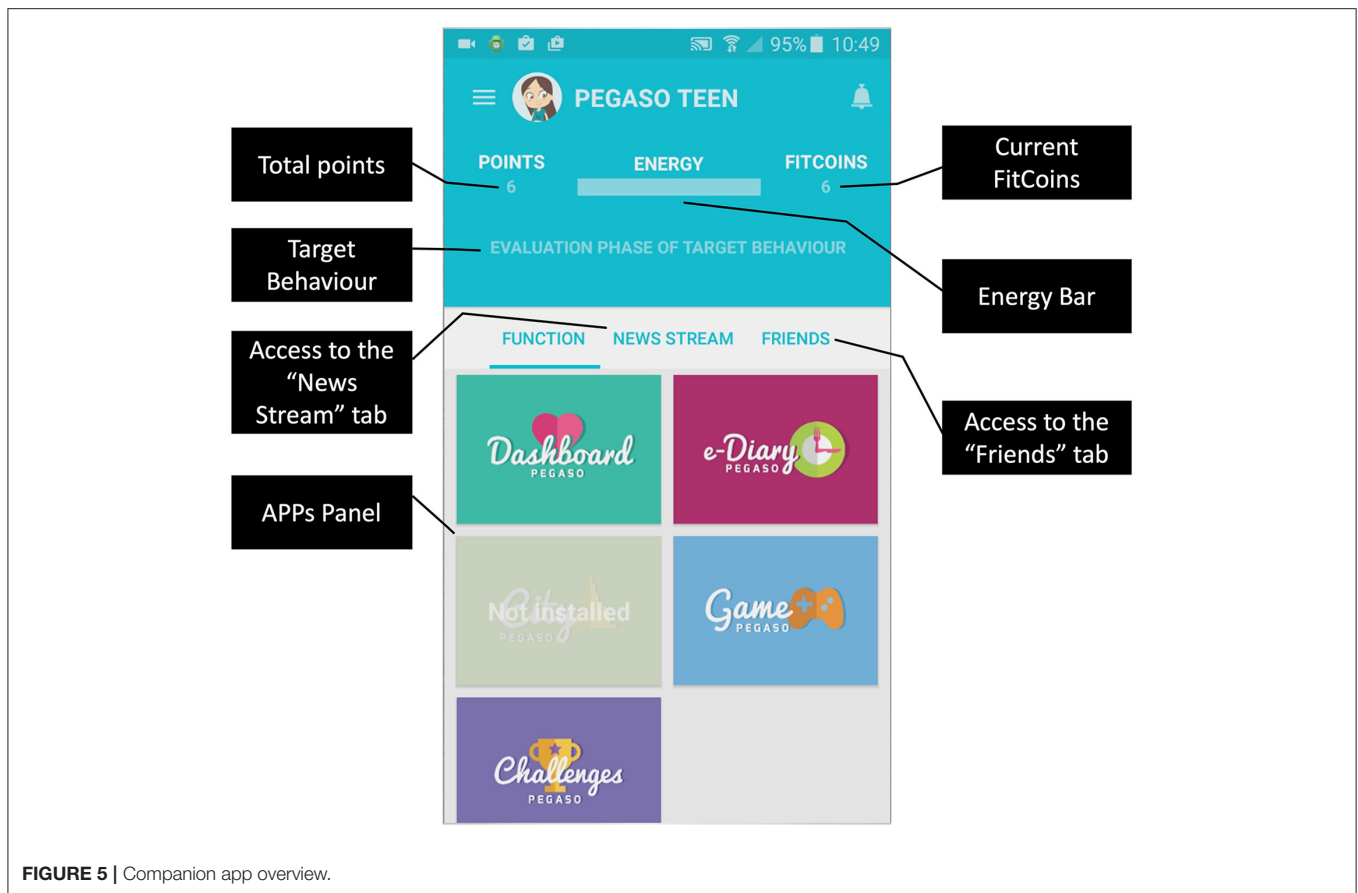 95% 10:49
PEGASO TEEN
Total points
POINTS
6
ENERGY
FITCOINS
6
Current
FitCoins
Target
Behaviour
EVALUATION PHASE OF TARGET BEHAVIOUR
Energy Bar
Access to the
“News
Stream” tab
FUNCTION NEWS STREAM FRIENDS
Access to the
“Friends” tab
APPs Panel
Dashboard
PEGASO
e-Diary
PEGASO
City
Not installed
PEGASO
Game
PEGASO
Challenges
PEGASO
FIGURE 5 | Companion app overview.